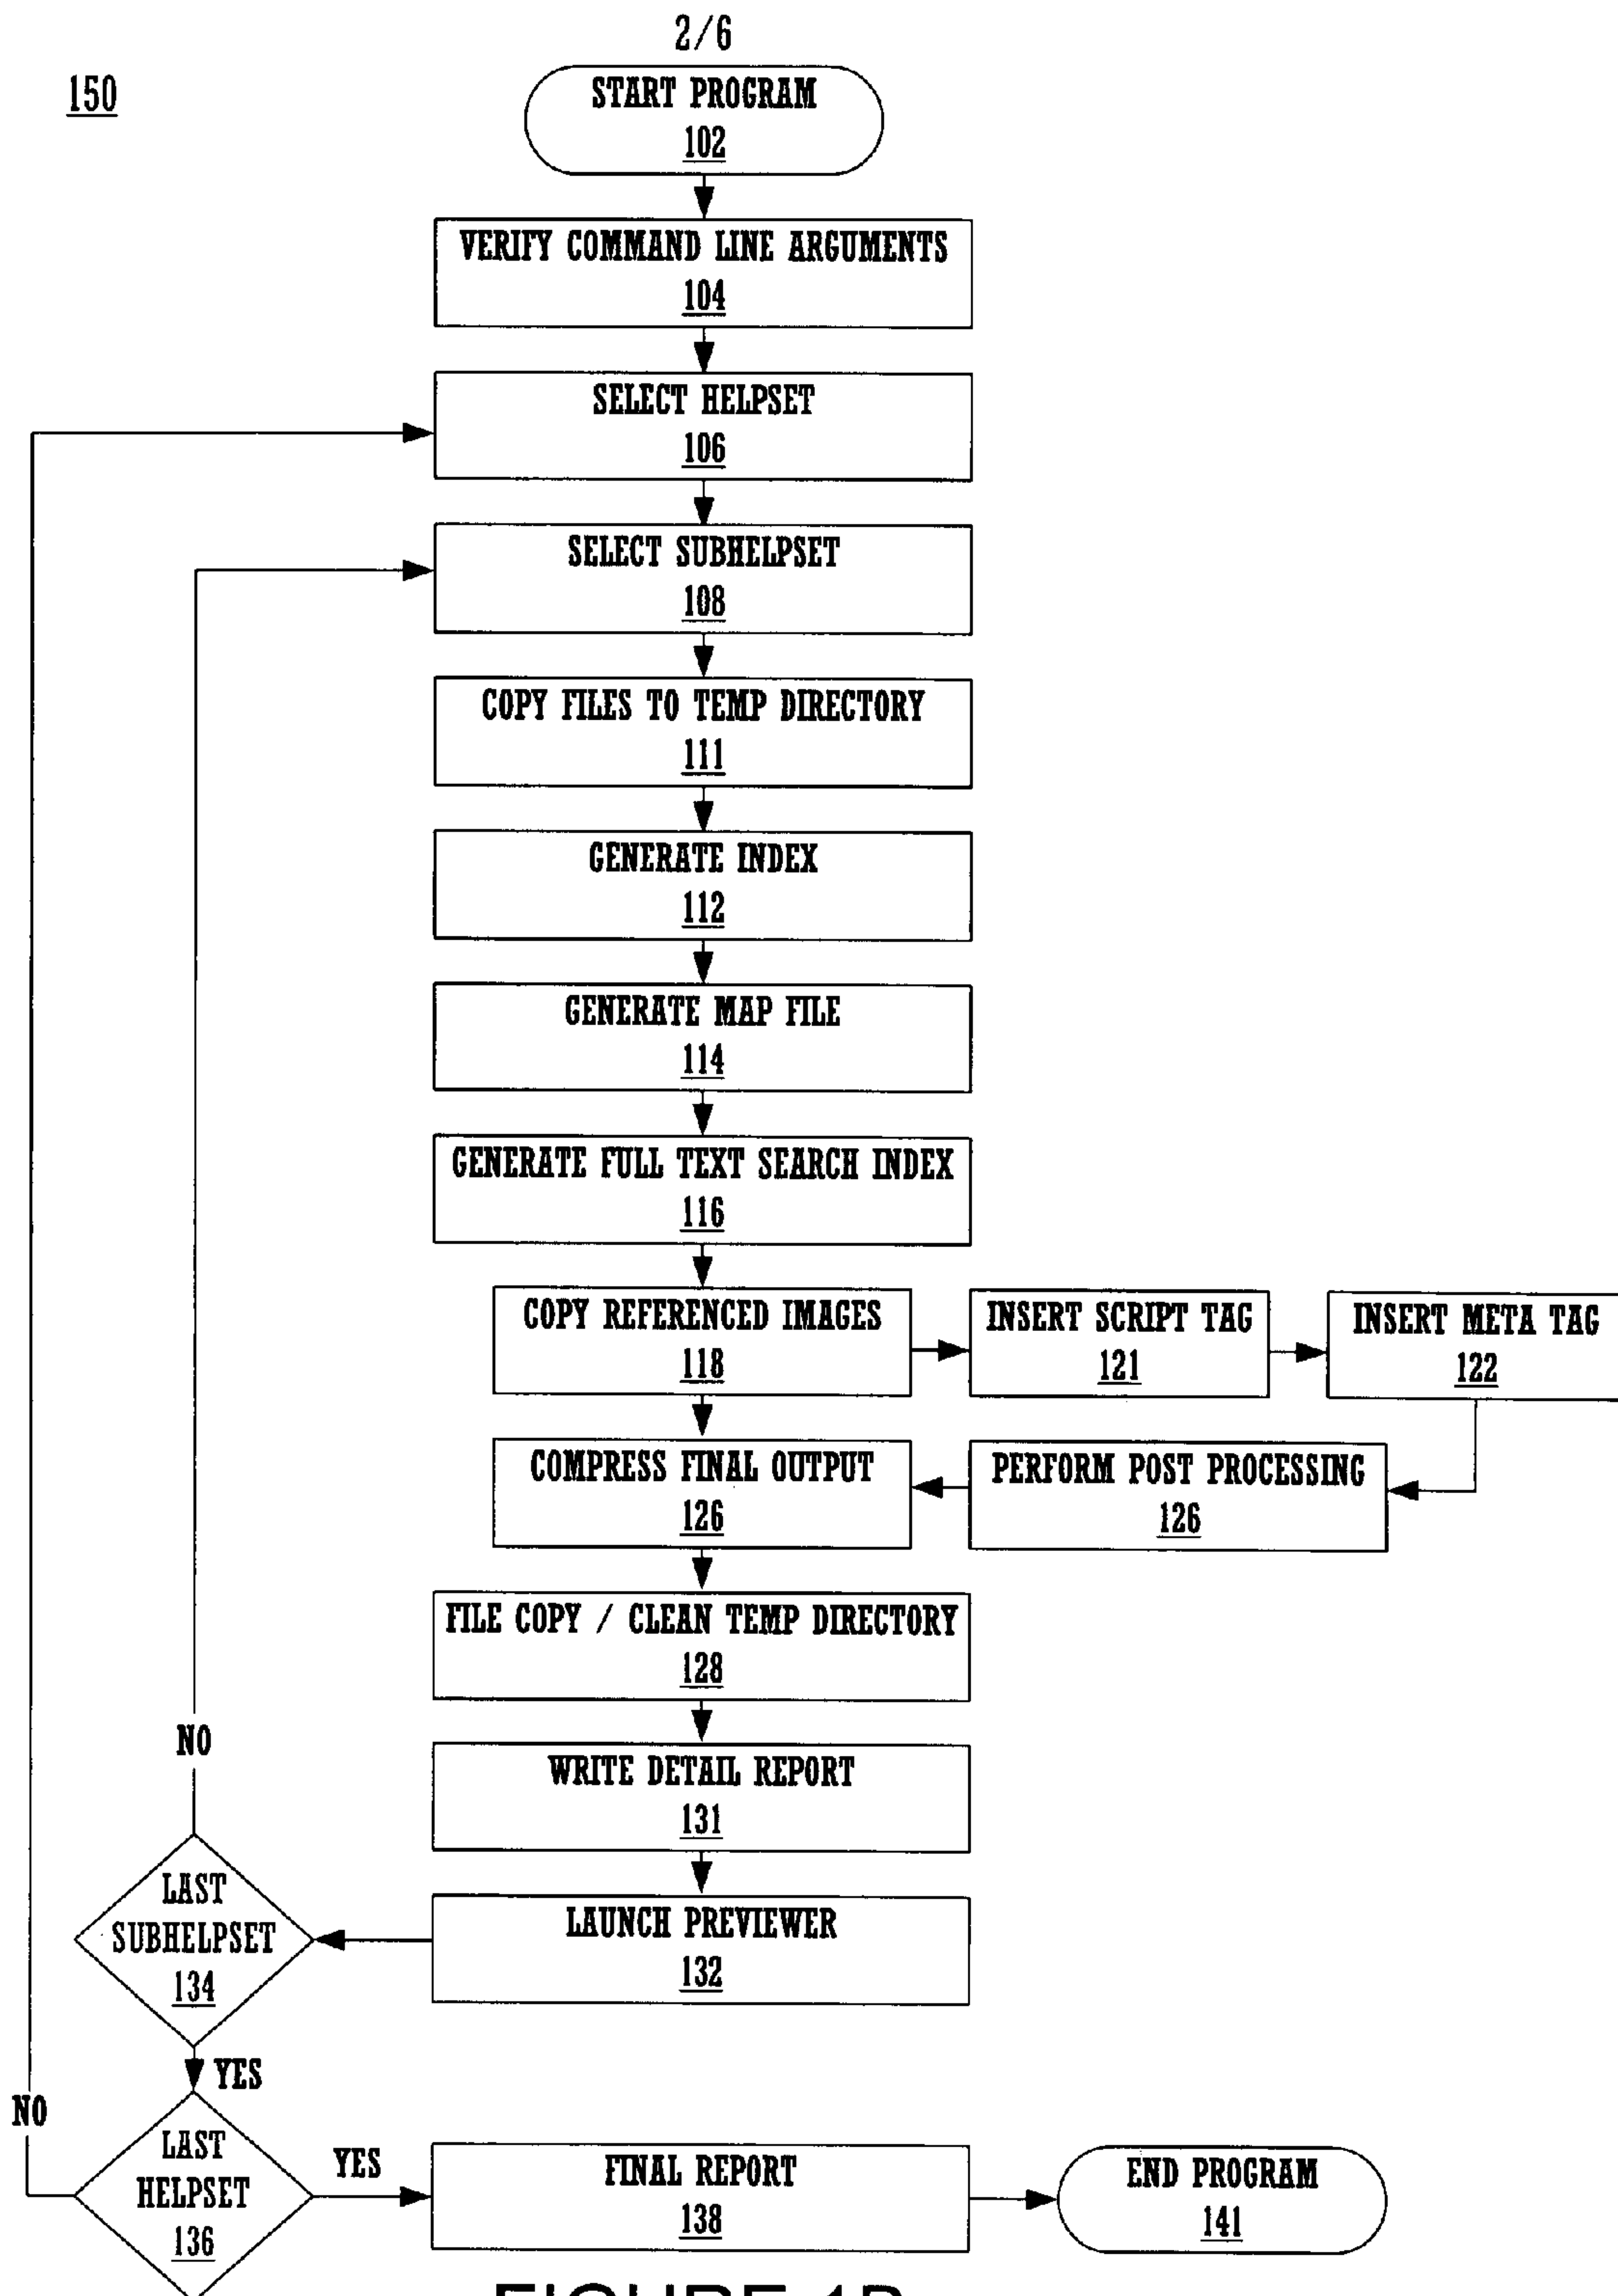 2/6
150
START PROGRAM
102
VERIFY COMMAND LINE ARGUMENTS
104
SELECT HELPSET
106
SELECT SUBHELPSET
108
COPY FILES TO TEMP DIRECTORY
111
GENERATE INDEX
112
GENERATE MAP FILE
114
GENERATE FULL TEXT SEARCH INDEX
116
COPY REFERENCED IMAGES
118
INSERT SCRIPT TAG
121
INSERT META TAG
122
COMPRESS FINAL OUTPUT
126
PERFORM POST PROCESSING
126
FILE COPY / CLEAN TEMP DIRECTORY
128
WRITE DETAIL REPORT
131
LAUNCH PREVIEWER
132
NO
LAST
SUBHELPSET
134
YES
NO
LAST
HELPSET
136
YES
FINAL REPORT
138
END PROGRAM
141
FIGURE 1B